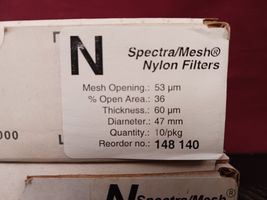 N
Spectra/Mesh®
Nylon Filters
Mesh Opening.: 53 µm
% Open Area.: 36
Thickness.: 60 µm
Diameter.: 47 mm
Quantity.: 10/pkg
Reorder no.: 148 140
000
N Spectra/Mesh®